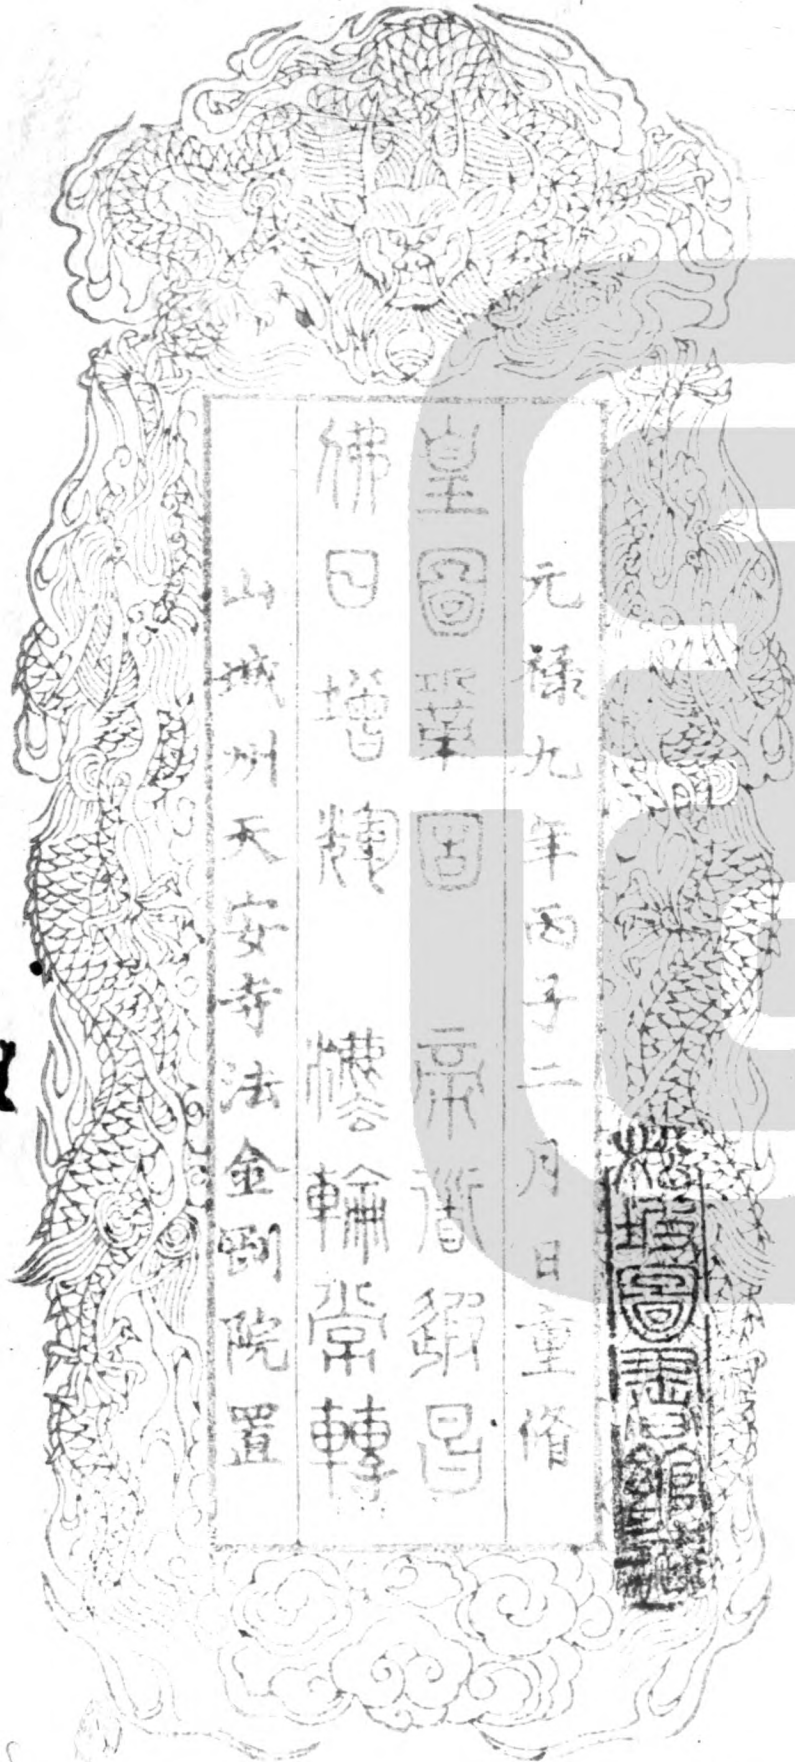 元禄九年丙子二月日重脩
皇圖鞏固 帝道遐昌
佛日增輝 法輪常轉
山城州天安寺法金剛院置